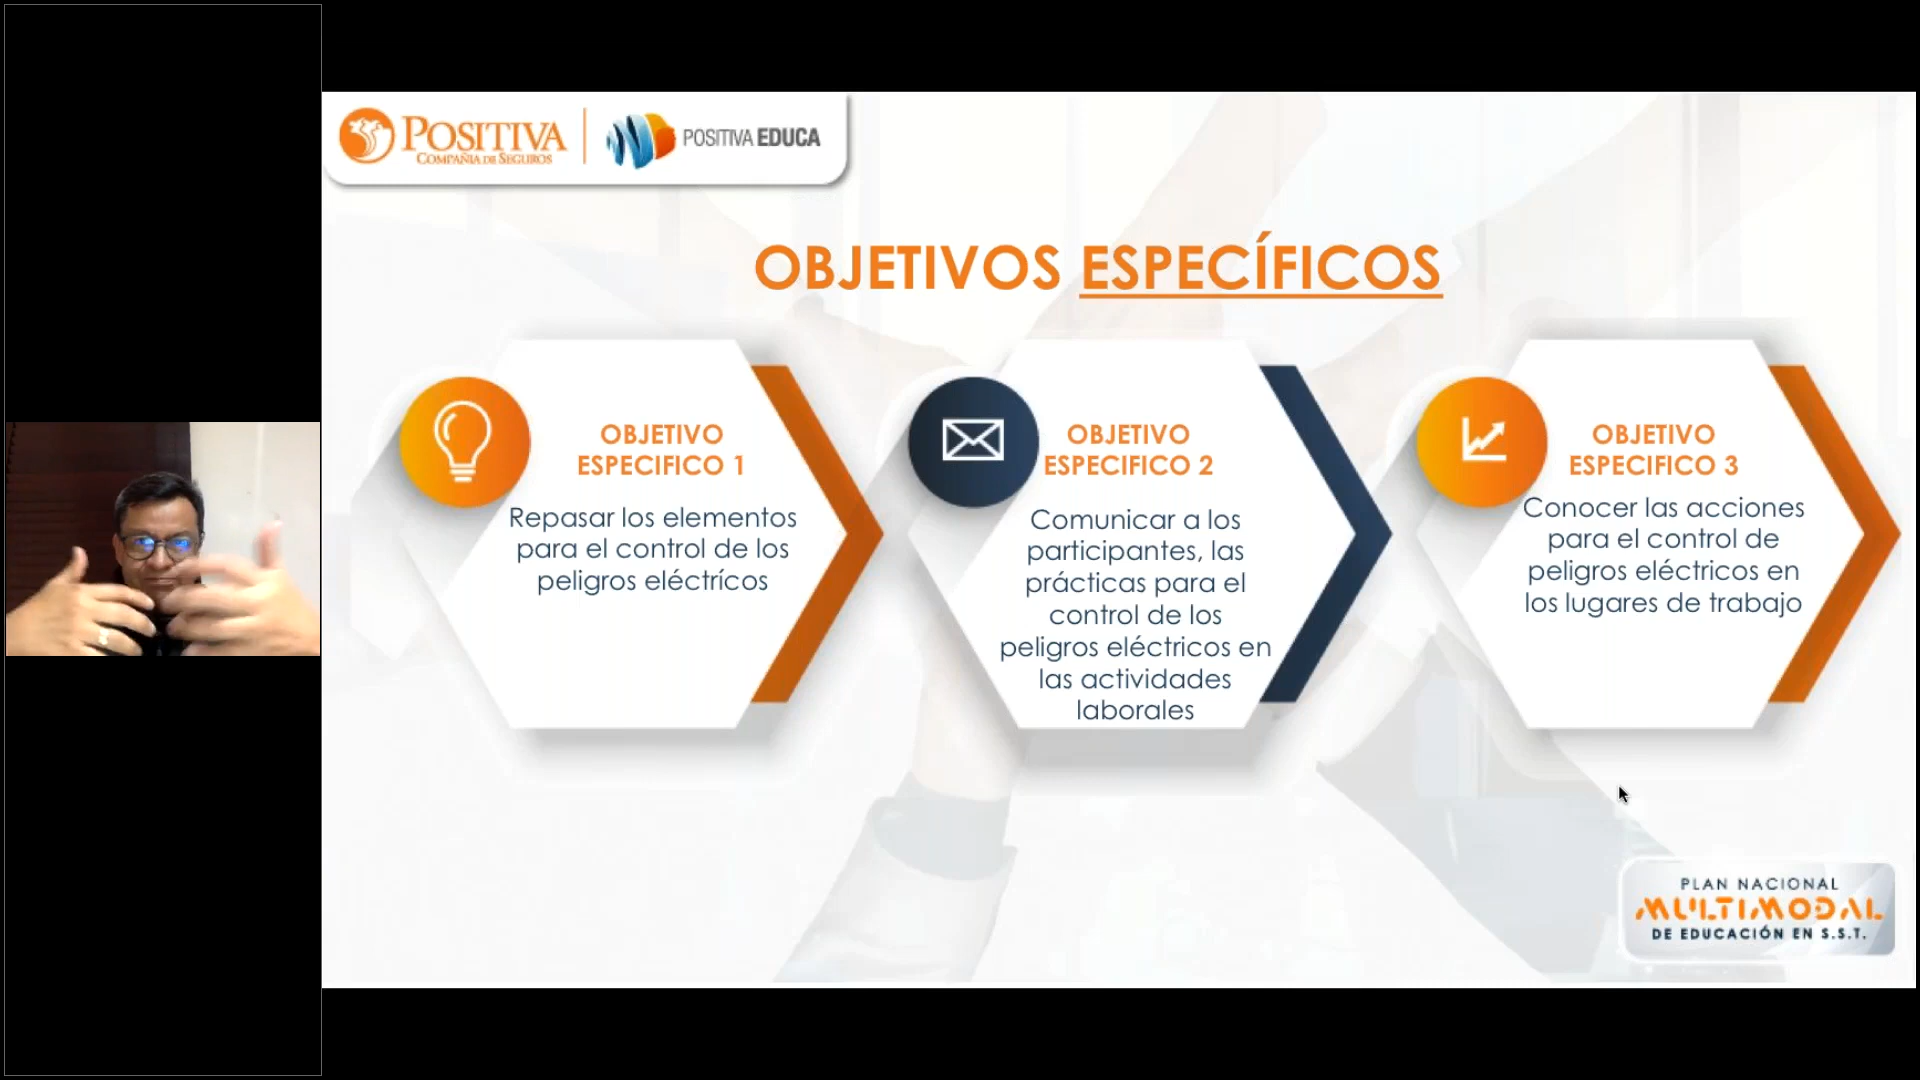 POSITIVA
COMPAÑIA DE SEGUROS
POSITIVA EDUCA
OBJETIVOS ESPECÍFICOS
OBJETIVO
ESPECIFICO 1
Repasar los elementos
para el control de los
peligros eléctrícos
OBJETIVO
ESPECIFICO 2
Comunicar a los
participantes, las
prácticas para el
control de los
peligros eléctricos en
las actividades
laborales
OBJETIVO
ESPECIFICO 3
Conocer las acciones
para el control de
peligros eléctricos en
los lugares de trabajo
PLAN NACIONAL
MULTIMODAL
DE EDUCACIÓN EN S.S.T.